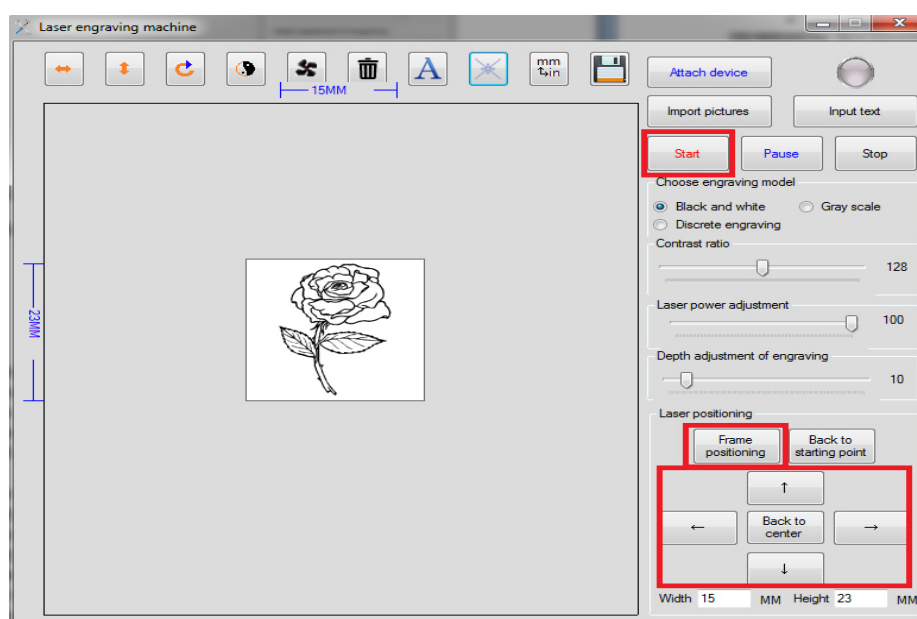 Laser engraving machine
A
mm
in
15MM
Attach device
Import pictures
Input text
Start
Pause
Stop
Choose engraving model
Black and white
Gray scale
Discrete engraving
Contrast ratio
128
23MM
Laser power adjustment
100
Depth adjustment of engraving
10
Laser positioning
Frame
positioning
Back to
starting point
↑
←
Back to
center
→
↓
Width 15 MM Height 23 MM